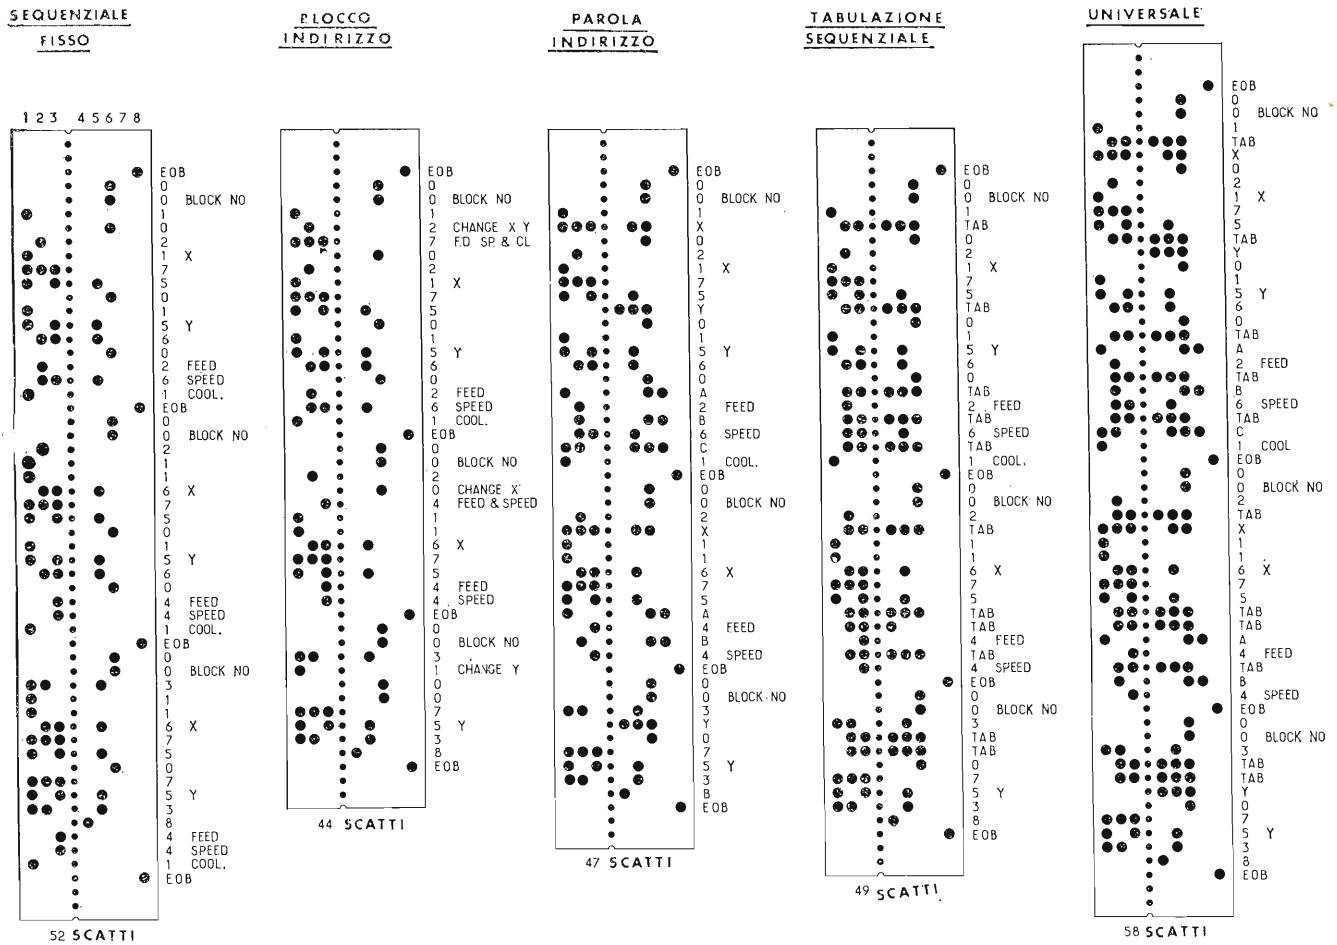 SEQUENZIALE
FISSO
1 2 3 4 5 6 7 8
EOB
0
0 BLOCK NO
1
0
2
1 X
7
5
0
1
5 Y
6
0
2 FEED
6 SPEED
1 COOL.
EOB
0
0 BLOCK NO
2
1
1
6 X
7
5
0
1
5 Y
6
0
4 FEED
4 SPEED
1 COOL.
EOB
0
0 BLOCK NO
3
1
1
6 X
7
5
0
7
5 Y
3
8
4 FEED
4 SPEED
1 COOL.
EOB
52 SCATTI
BLOCCO
INDIRIZZO
EOB
0
0 BLOCK NO
1
2 CHANGE X Y
7 F.D SP. & CL
0
2
1 X
7
5
0
1
5 Y
6
0
2 FEED
6 SPEED
1 COOL.
EOB
0
0 BLOCK NO
2
0 CHANGE X
4 FEED & SPEED
1
1
6 X
7
5
4 FEED
4 SPEED
EOB
0
0 BLOCK NO
3
1 CHANGE Y
0
0
7
5 Y
3
8
EOB
44 SCATTI
PAROLA
INDIRIZZO
EOB
0
0 BLOCK NO
1
X
0
2
1 X
7
5
Y
0
1
5 Y
6
0
A
2 FEED
B
6 SPEED
C
1 COOL.
EOB
0
0 BLOCK NO
2
X
1
1
6 X
7
5
A
4 FEED
B
4 SPEED
EOB
0
0 BLOCK NO
3
Y
0
7
5 Y
3
8
EOB
47 SCATTI
TABULAZIONE
SEQUENZIALE
EOB
0
0 BLOCK NO
1
TAB
0
2
1 X
7
5
TAB
0
1
5 Y
6
0
TAB
2 FEED
TAB
6 SPEED
TAB
1 COOL.
EOB
0
0 BLOCK NO
2
TAB
1
1
6 X
7
5
TAB
TAB
4 FEED
TAB
4 SPEED
EOB
0
0 BLOCK NO
3
TAB
TAB
0
7
5 Y
3
8
EOB
49 SCATTI
UNIVERSALE
EOB
0
0 BLOCK NO
1
TAB
X
0
2
1 X
7
5
TAB
Y
0
1
5 Y
6
0
TAB
A
2 FEED
TAB
B
6 SPEED
TAB
C
1 COOL
EOB
0
0 BLOCK NO
2
TAB
X
1
1
6 X
7
5
TAB
TAB
A
4 FEED
TAB
B
4 SPEED
EOB
0
0 BLOCK NO
3
TAB
TAB
Y
0
7
5 Y
3
8
EOB
58 SCATTI